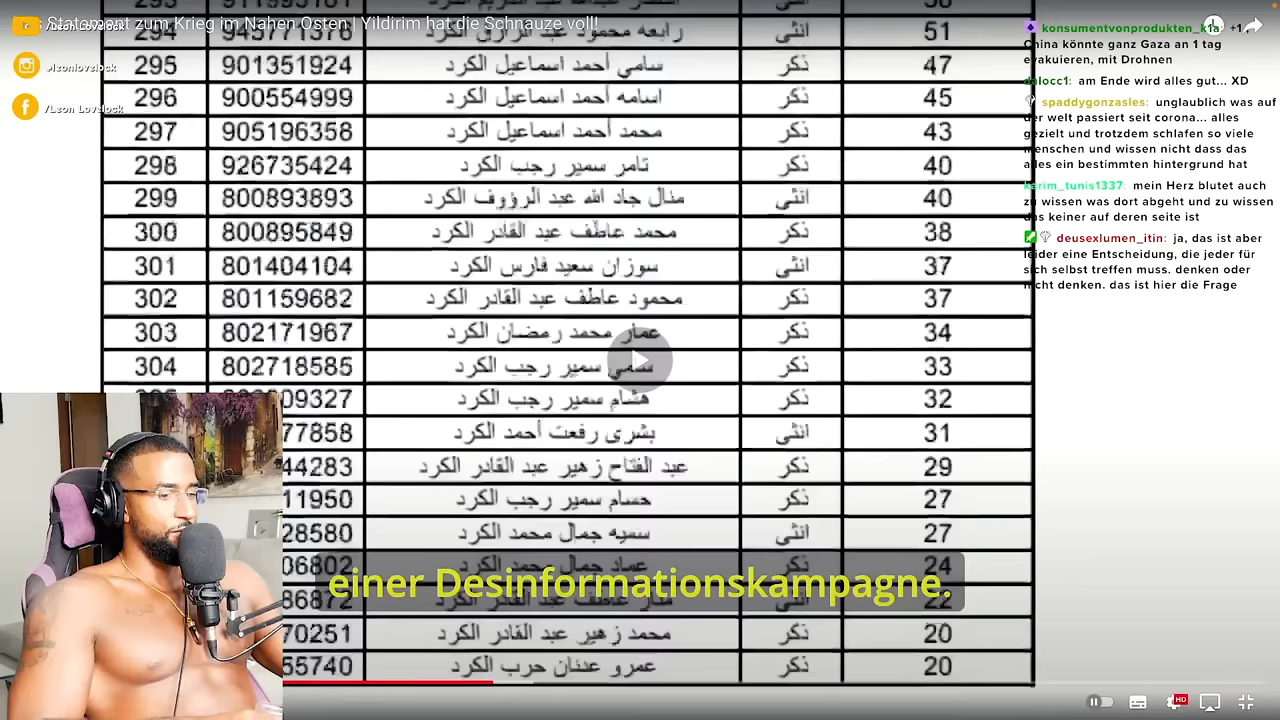 Statement zum Krieg im Nahen Osten | Yildirim hat die Schnauze voll!
/Leon Lovelock
294 945771370 رابعه محمود عبد الرازق الكرد انثى 51
295 901351924 سامي أحمد اسماعيل الكرد ذكر 47
296 900554999 اسامه أحمد اسماعيل الكرد ذكر 45
297 905196358 محمد أحمد اسماعيل الكرد ذكر 43
298 926735424 تامر سمير رجب الكرد ذكر 40
299 800893893 منال جاد الله عبد الرؤوف الكرد انثى 40
300 800895849 محمد عاطف عبد القادر الكرد ذكر 38
301 801404104 سوزان سعيد فارس الكرد انثى 37
302 801159682 محمود عاطف عبد القادر الكرد ذكر 37
303 802171967 عمار محمد رمضان الكرد ذكر 34
304 802718585 سامي سمير رجب الكرد ذكر 33
09327 هشام سمير رجب الكرد ذكر 32
77858 بشرى رفعت أحمد الكرد انثى 31
44283 عبد الفتاح زهير عبد القادر الكرد ذكر 29
11950 حسام سمير رجب الكرد ذكر 27
28580 سميه جمال محمد الكرد انثى 27
06802 عماد جمال محمد الكرد ذكر 24
einer Desinformationskampagne.
70251 محمد زهير عبد القادر الكرد ذكر 20
55740 عمرو عدنان حرب الكرد ذكر 20
konsumentvonprodukten_k1a +1
China könnte ganz Gaza an 1 tag
evakuieren, mit Drohnen
dalocc1: am Ende wird alles gut... XD
spaddygonzasles: unglaublich was auf
der welt passiert seit corona... alles
gezielt und trotzdem schlafen so viele
menschen und wissen nicht dass das
alles ein bestimmten hintergrund hat
karim_tunis1337: mein Herz blutet auch
zu wissen was dort abgeht und zu wissen
das keiner auf deren seite ist
deusexlumen_itin: ja, das ist aber
leider eine Entscheidung, die jeder für
sich selbst treffen muss. denken oder
nicht denken. das ist hier die Frage
HD